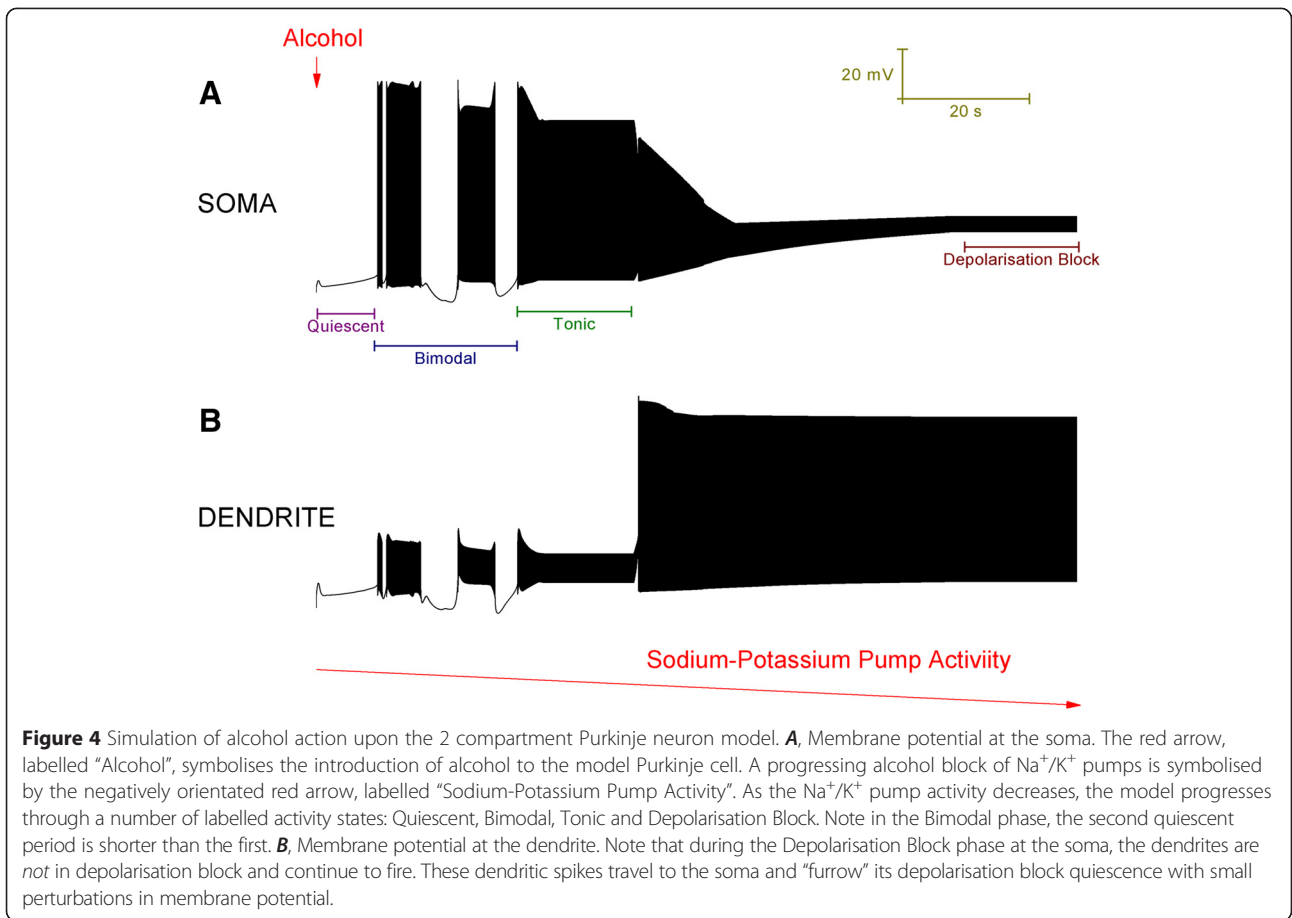 Alcohol
A
20 mV
20 s
SOMA
Depolarisation Block
Quiescent
Tonic
Bimodal
B
DENDRITE
Sodium-Potassium Pump Activiity
Figure 4 Simulation of alcohol action upon the 2 compartment Purkinje neuron model. A, Membrane potential at the soma. The red arrow,
labelled “Alcohol”, symbolises the introduction of alcohol to the model Purkinje cell. A progressing alcohol block of Na+/K+ pumps is symbolised
by the negatively orientated red arrow, labelled “Sodium-Potassium Pump Activity”. As the Na+/K+ pump activity decreases, the model progresses
through a number of labelled activity states: Quiescent, Bimodal, Tonic and Depolarisation Block. Note in the Bimodal phase, the second quiescent
period is shorter than the first. B, Membrane potential at the dendrite. Note that during the Depolarisation Block phase at the soma, the dendrites are
not in depolarisation block and continue to fire. These dendritic spikes travel to the soma and “furrow” its depolarisation block quiescence with small
perturbations in membrane potential.